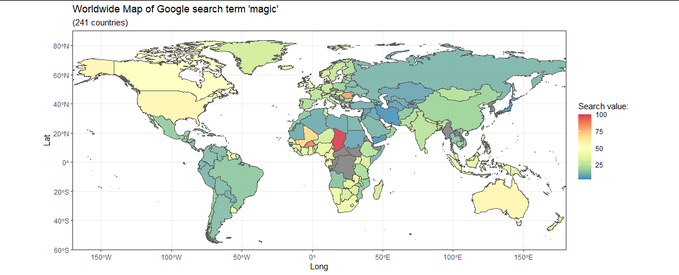 Worldwide Map of Google search term 'magic'
(241 countries)
80°N
60°N
40°N
20°N
0°
20°S
40°S
60°S
Lat
150°W
100°W
50°W
0°
50°E
100°E
150°E
Long
Search value:
100
75
50
25